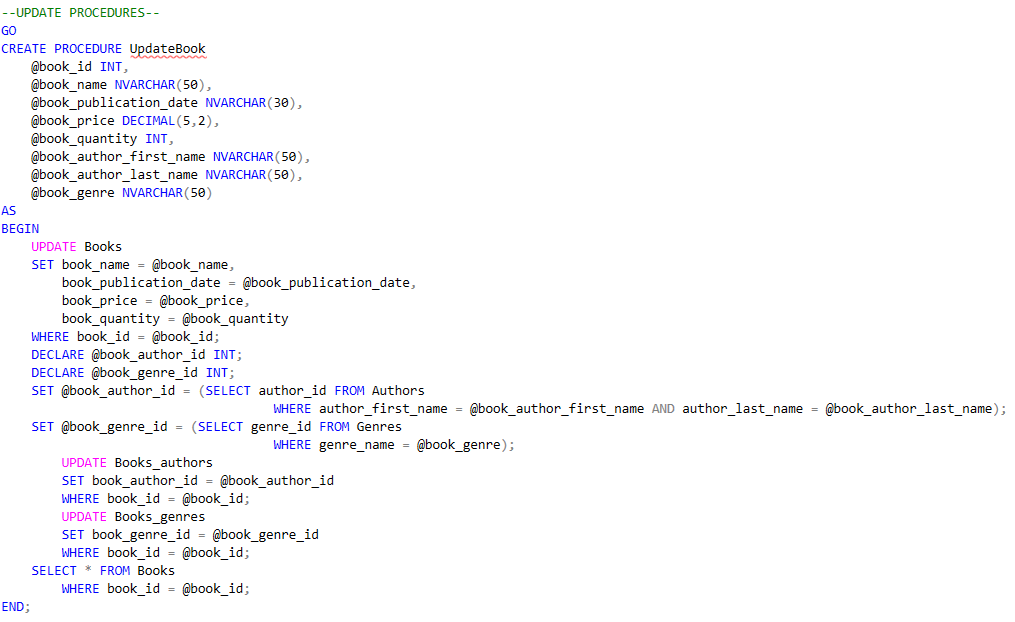 --UPDATE PROCEDURES--
GO
CREATE PROCEDURE UpdateBook
    @book_id INT,
    @book_name NVARCHAR(50),
    @book_publication_date NVARCHAR(30),
    @book_price DECIMAL(5,2),
    @book_quantity INT,
    @book_author_first_name NVARCHAR(50),
    @book_author_last_name NVARCHAR(50),
    @book_genre NVARCHAR(50)
AS
BEGIN
    UPDATE Books
    SET book_name = @book_name,
        book_publication_date = @book_publication_date,
        book_price = @book_price,
        book_quantity = @book_quantity
    WHERE book_id = @book_id;
    DECLARE @book_author_id INT;
    DECLARE @book_genre_id INT;
    SET @book_author_id = (SELECT author_id FROM Authors
                                    WHERE author_first_name = @book_author_first_name AND author_last_name = @book_author_last_name);
    SET @book_genre_id = (SELECT genre_id FROM Genres
                                    WHERE genre_name = @book_genre);
        UPDATE Books_authors
        SET book_author_id = @book_author_id
        WHERE book_id = @book_id;
        UPDATE Books_genres
        SET book_genre_id = @book_genre_id
        WHERE book_id = @book_id;
    SELECT * FROM Books
        WHERE book_id = @book_id;
END;